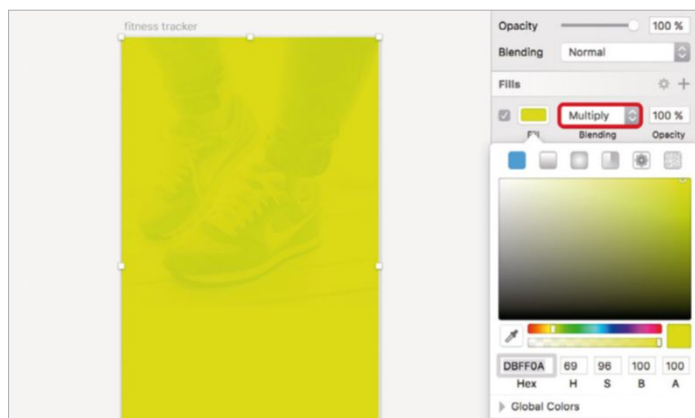 fitness tracker
Opacity 100 %
Blending Normal
Fills
Multiply 100 %
Fill Blending Opacity
DBFF0A 69 96 100 100
Hex H S B A
Global Colors